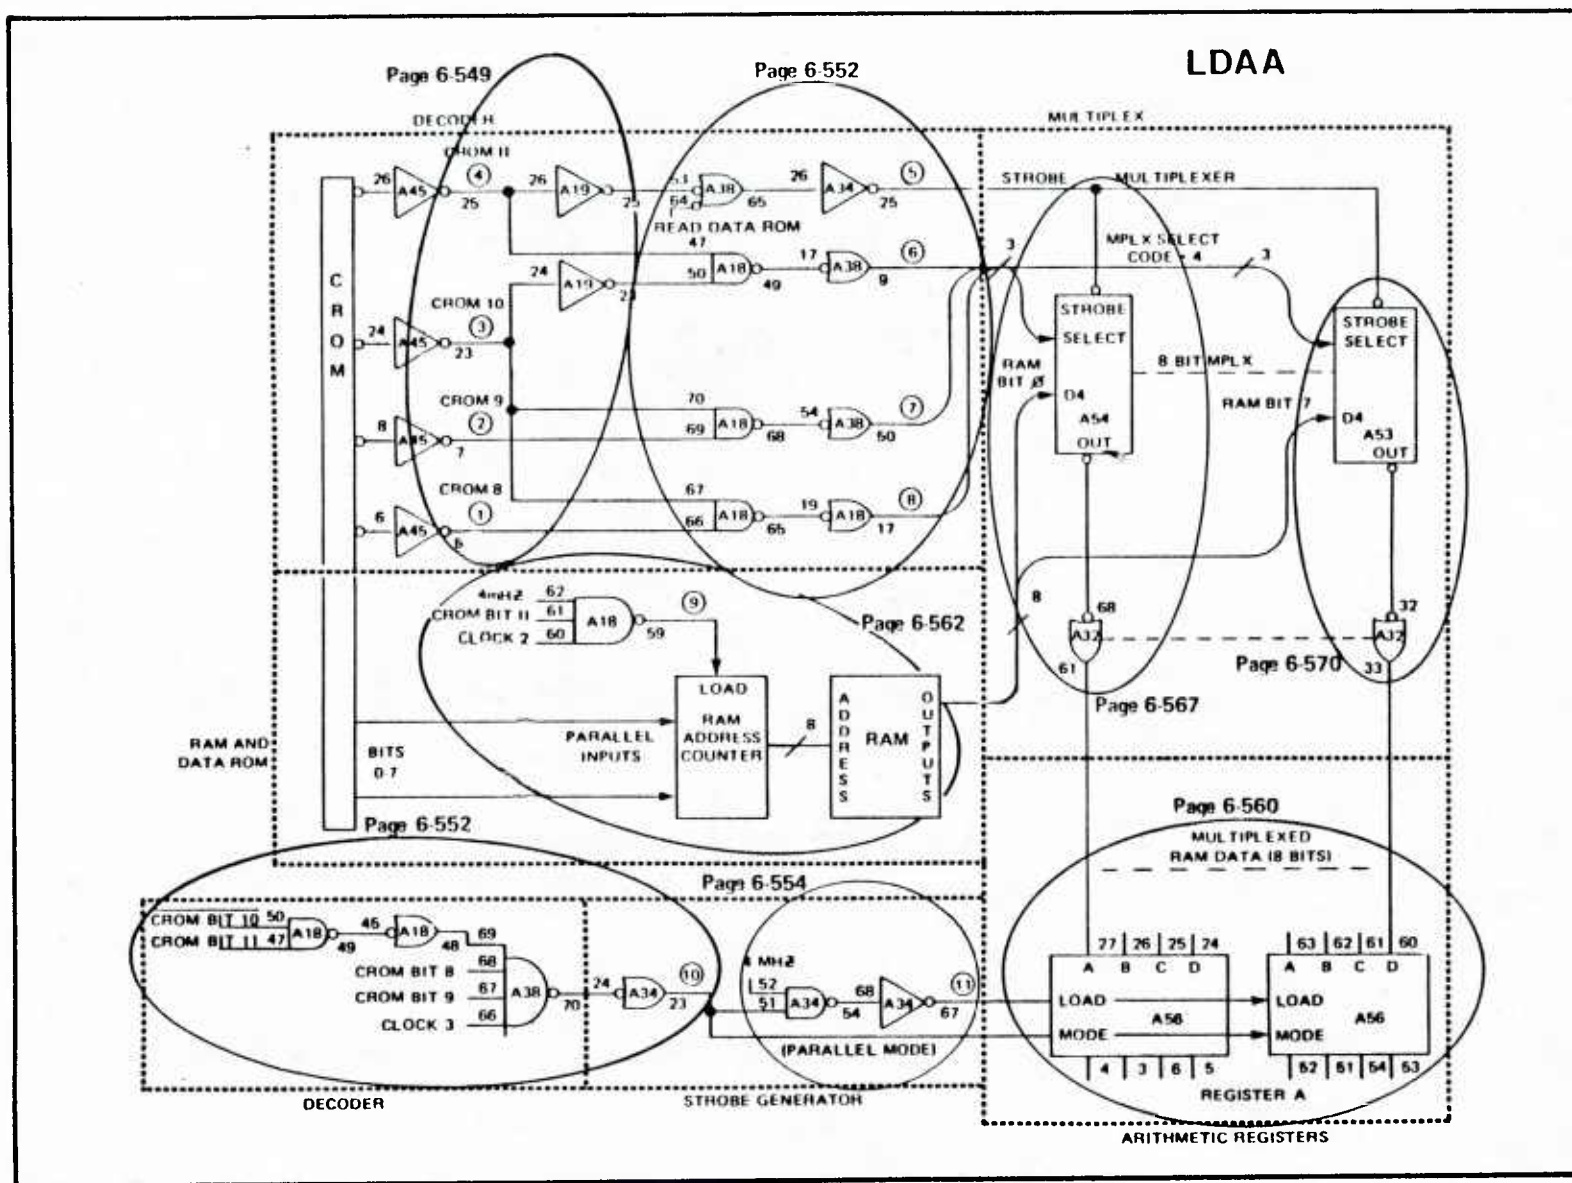 LDAA
Page 6-549
Page 6-552
DECODER
MULTIPLEX
CROM 11
26
A45
4
25
26
A19
25
51
64
A38
65
26
A34
5
25
STROBE
MULTIPLEXER
READ DATA ROM
47
50
A18
49
17
A38
6
9
3
MPLX SELECT
CODE = 4
3
CROM
24
A19
23
CROM 10
24
A45
3
23
STROBE
SELECT
RAM
BIT 0
D4
A54
OUT
8 BIT MPLX
STROBE
SELECT
RAM BIT 7
D4
A53
OUT
CROM 9
8
A45
2
7
70
69
A18
68
54
A38
7
50
CROM 8
6
A45
1
67
66
A18
65
19
A18
8
17
4mHZ
62
CROM BIT 11
61
CLOCK 2
60
A18
9
59
Page 6-562
8
68
A32
61
32
A32
33
Page 6-570
Page 6-567
LOAD
RAM
ADDRESS
COUNTER
8
ADDRESS
RAM
OUTPUTS
RAM AND
DATA ROM
BITS
0-7
PARALLEL
INPUTS
Page 6-552
Page 6-554
Page 6-560
MULTIPLEXED
RAM DATA (8 BITS)
CROM BIT 10
50
CROM BIT 11
47
A18
49
A18
48
69
CROM BIT 8
68
CROM BIT 9
67
CLOCK 3
66
A38
70
24
A34
10
23
52
51
A34
54
68
A34
11
67
(PARALLEL MODE)
27 26 25 24
A B C D
LOAD
A56
MODE
4 3 6 5
63 62 61 60
A B C D
LOAD
A56
MODE
52 51 54 53
REGISTER A
DECODER
STROBE GENERATOR
ARITHMETIC REGISTERS